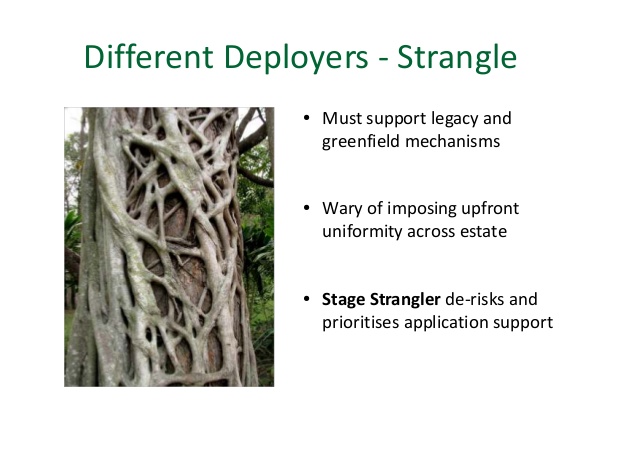 Different Deployers - Strangle
• Must support legacy and
greenfield mechanisms
• Wary of imposing upfront
uniformity across estate
• Stage Strangler de-risks and
prioritises application support